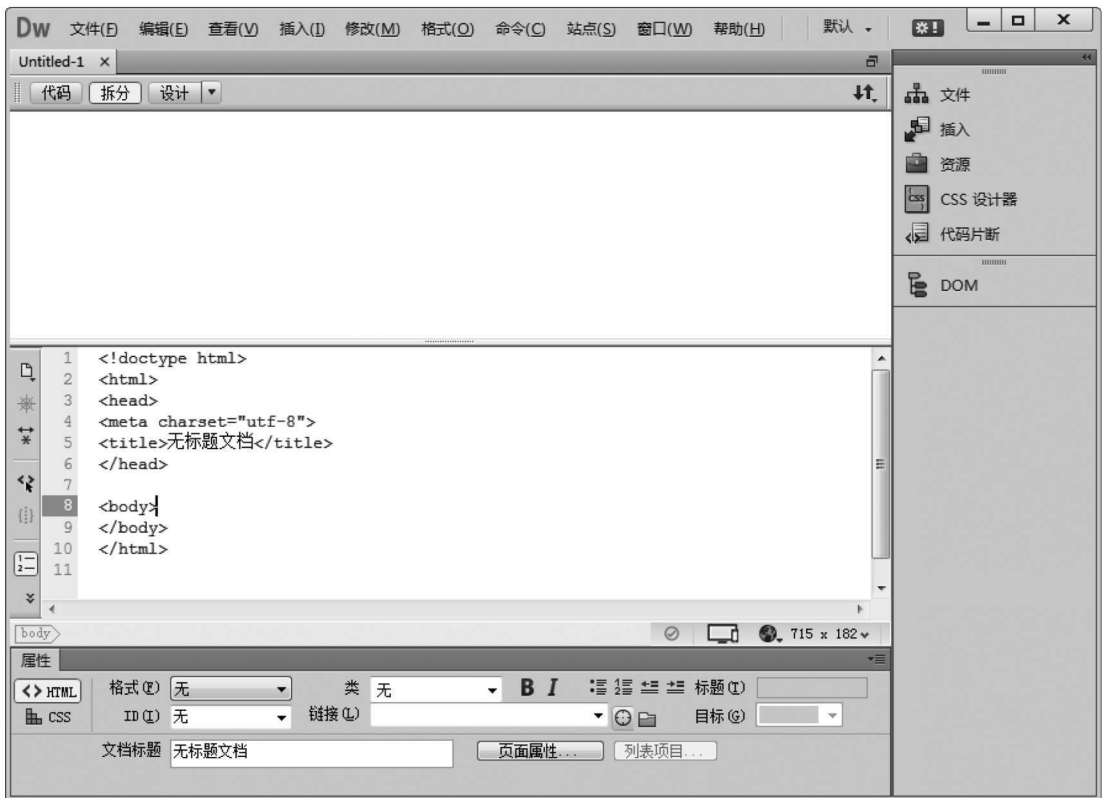 Dw 文件(F) 编辑(E) 查看(V) 插入(I) 修改(M) 格式(O) 命令(C) 站点(S) 窗口(W) 帮助(H) 默认
Untitled-1 ×
代码 拆分 设计
文件
插入
资源
CSS 设计器
代码片断
DOM
1 <!doctype html>
2 <html>
3 <head>
4 <meta charset="utf-8">
5 <title>无标题文档</title>
6 </head>
7
8 <body>
9 </body>
10 </html>
11
body 715 x 182
属性
<> HTML 格式(F) 无 类 无 B I 标题(T)
CSS ID(I) 无 链接(L) 目标(G)
文档标题 无标题文档 页面属性... 列表项目...